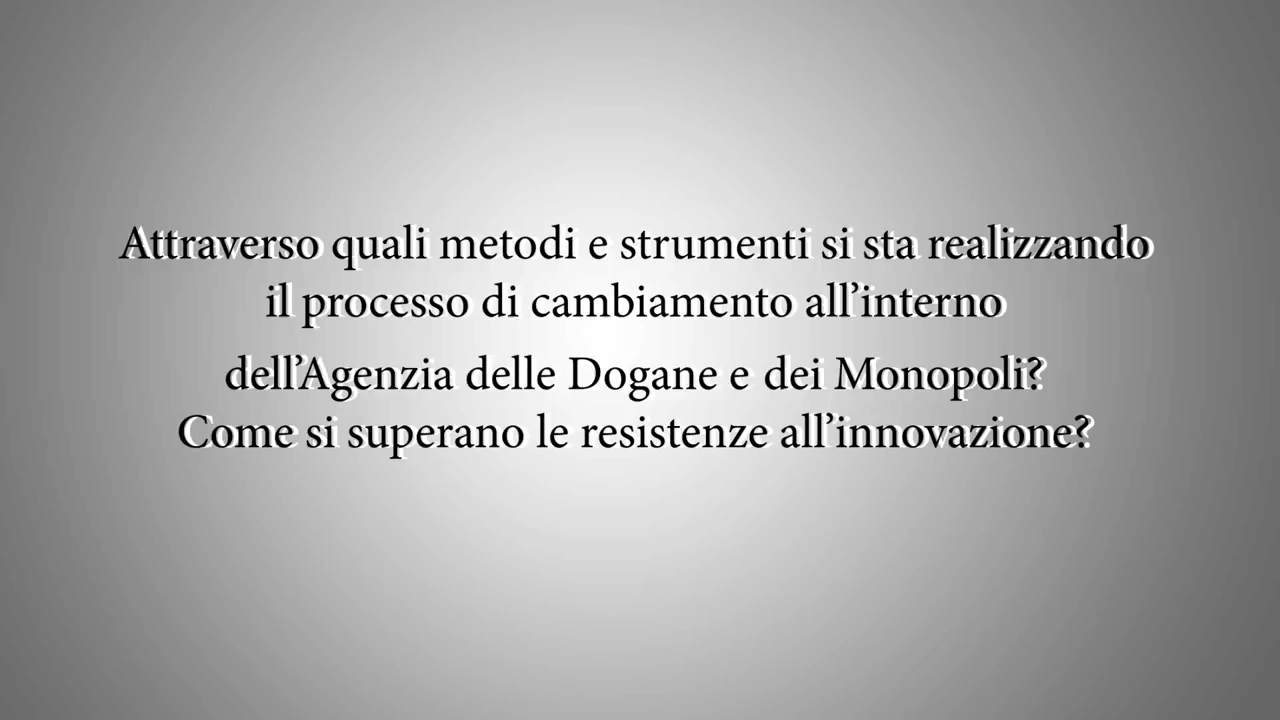 Attraverso quali metodi e strumenti si sta realizzando
il processo di cambiamento all’interno
dell’Agenzia delle Dogane e dei Monopoli?
Come si superano le resistenze all’innovazione?